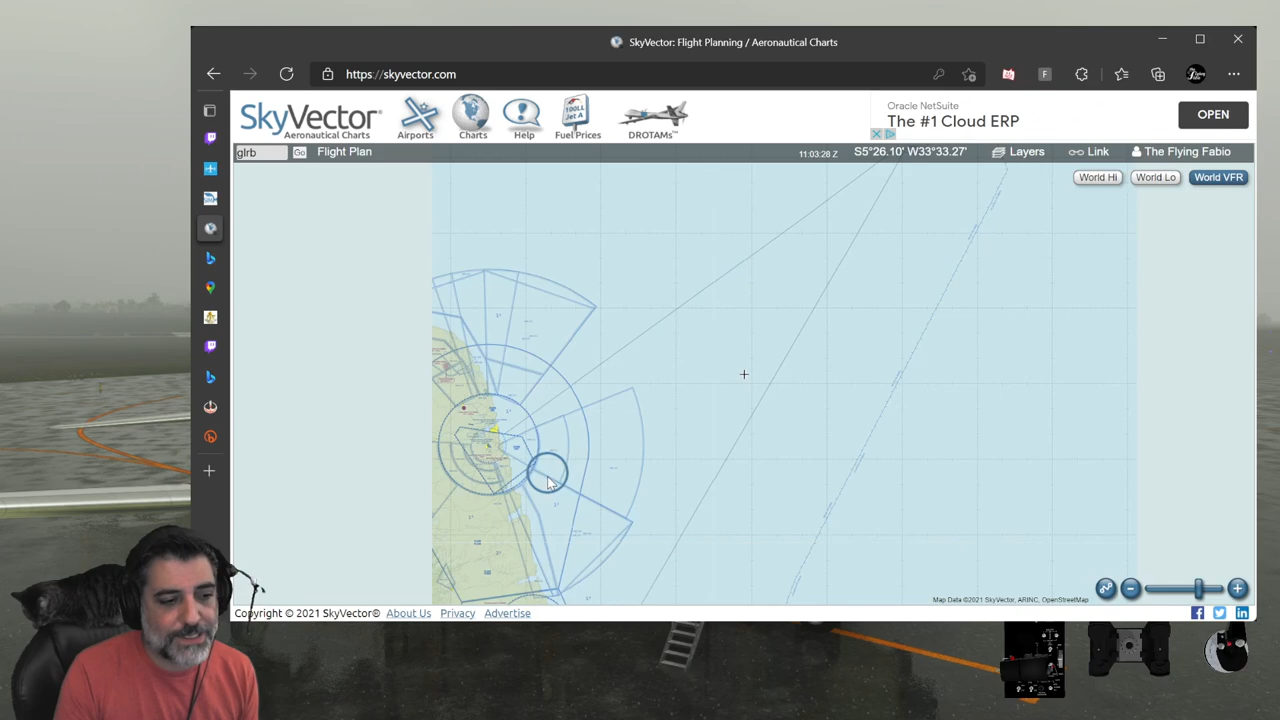 SkyVector: Flight Planning / Aeronautical Charts
https://skyvector.com
F
SkyVector®
Aeronautical Charts
Airports
Charts
Help
100LL
Jet A
Fuel Prices
DROTAMs™
Oracle NetSuite
The #1 Cloud ERP
OPEN
glrb
Go
Flight Plan
11:03:28 Z
S5°26.10' W33°33.27'
Layers
Link
The Flying Fabio
World Hi
World Lo
World VFR
Map Data ©2021 SkyVector, ARINC, OpenStreetMap
Copyright © 2021 SkyVector®
About Us
Privacy
Advertise